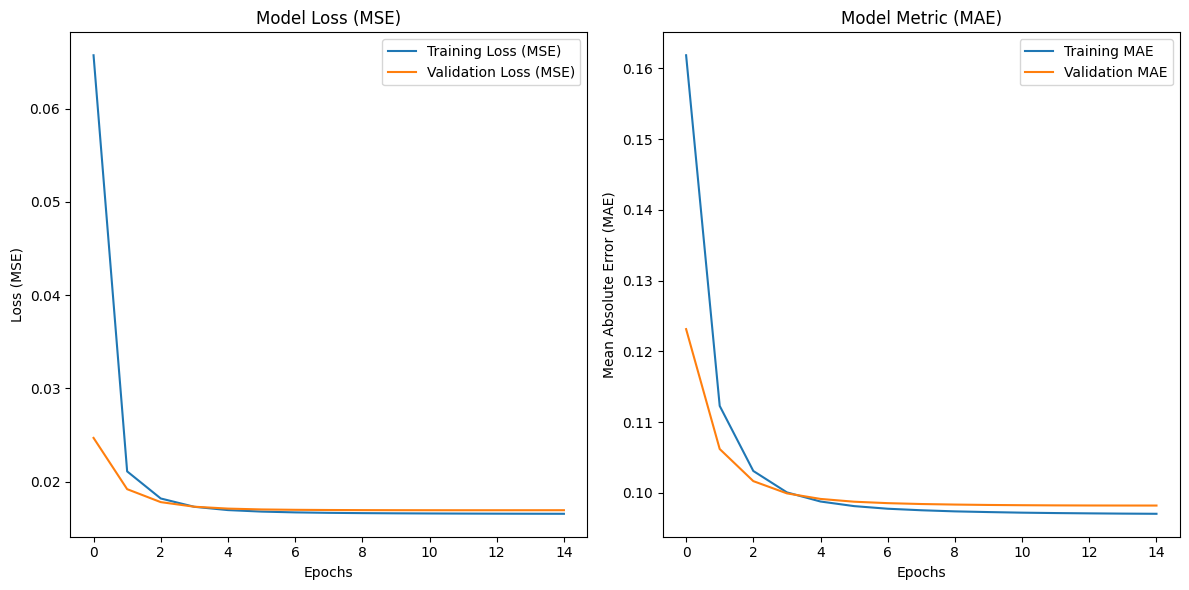 Model Loss (MSE)
Training Loss (MSE)
Validation Loss (MSE)
0.06
0.05
0.04
0.03
0.02
Loss (MSE)
0 2 4 6 8 10 12 14
Epochs
Model Metric (MAE)
Training MAE
Validation MAE
0.16
0.15
0.14
0.13
0.12
0.11
0.10
Mean Absolute Error (MAE)
0 2 4 6 8 10 12 14
Epochs